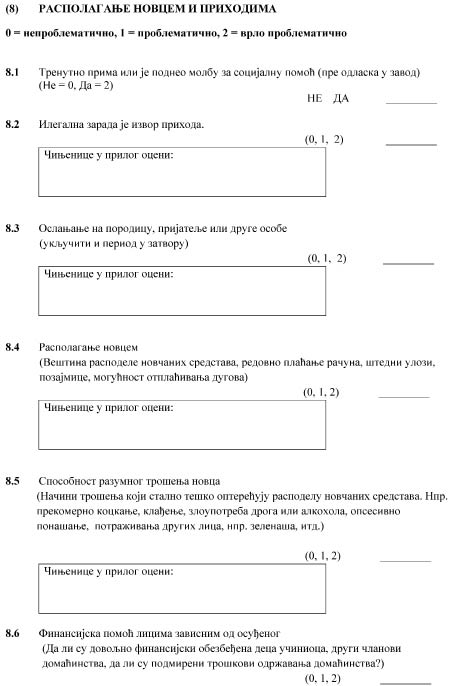 (8) РАСПОЛАГАЊЕ НОВЦЕМ И ПРИХОДИМА
0 = непроблематично, 1 = проблематично, 2 = врло проблематично
8.1 Тренутно прима или је поднео молбу за социјалну помоћ (пре одласка у завод)
(Не = 0, Да = 2)
НЕ ДА
8.2 Илегална зарада је извор прихода.
(0, 1, 2)
Чињенице у прилог оцени:
8.3 Ослањање на породицу, пријатеље или друге особе
(укључити и период у затвору)
(0, 1, 2)
Чињенице у прилог оцени:
8.4 Располагање новцем
(Вештина расподеле новчаних средстава, редовно плаћање рачуна, штедни улози,
позајмице, могућност отплаћивања дугова)
(0, 1, 2)
Чињенице у прилог оцени:
8.5 Способност разумног трошења новца
(Начини трошења који стално тешко оптерећују расподелу новчаних средстава. Нпр.
прекомерно коцкање, клађење, злоупотреба дрога или алкохола, опсесивно
понашање, потраживања других лица, нпр. зеленаша, итд.)
(0, 1, 2)
Чињенице у прилог оцени:
8.6 Финансијска помоћ лицима зависним од осуђеног
(Да ли су довољно финансијски обезбеђена деца учиниоца, други чланови
домаћинства, да ли су подмирени трошкови одржавања домаћинства?)
(0, 1, 2)